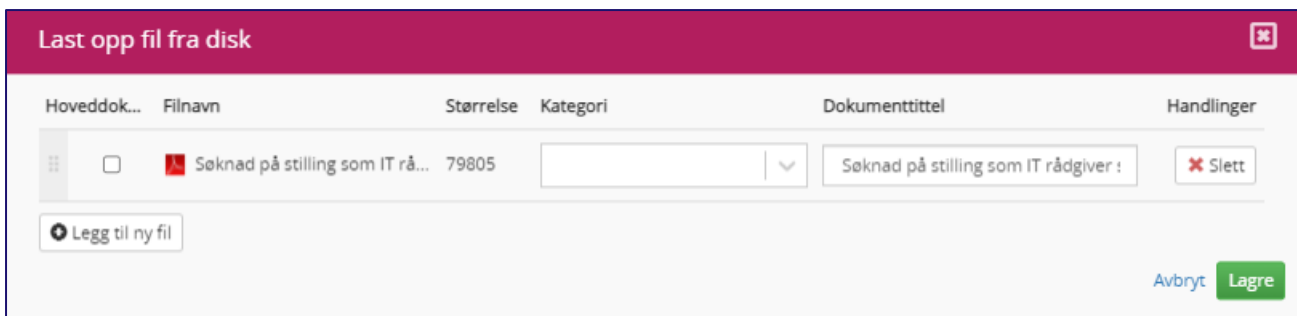 Last opp fil fra disk
Hoveddok... Filnavn Størrelse Kategori Dokumenttittel Handlinger
Søknad på stilling som IT rå... 79805 Søknad på stilling som IT rådgiver Slett
Legg til ny fil
Avbryt Lagre